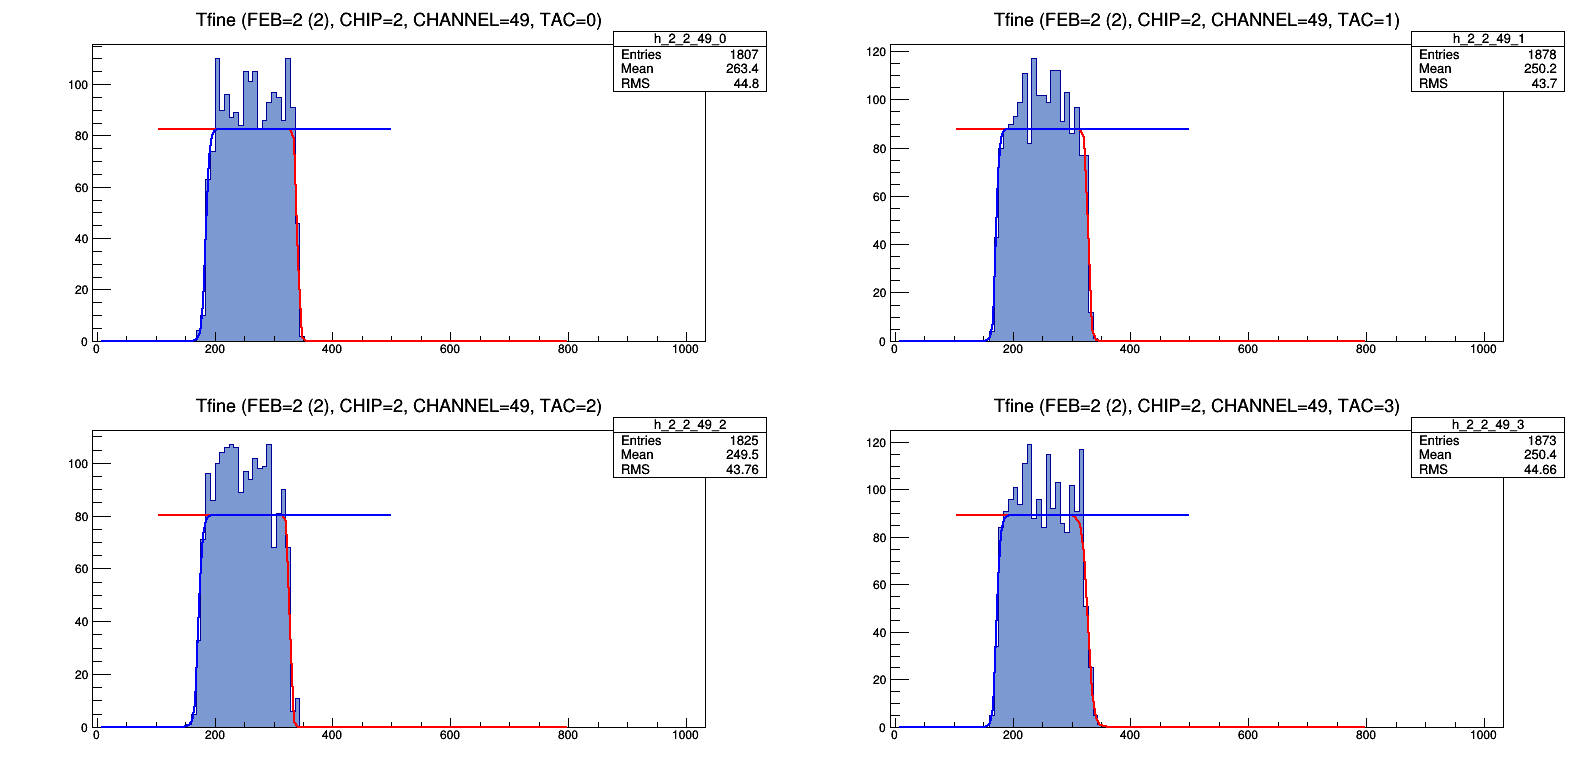 Tfine (FEB=2 (2), CHIP=2, CHANNEL=49, TAC=0)
h_2_2_49_0
Entries 1807
Mean 263.4
RMS 44.8
100
80
60
40
20
0
0 200 400 600 800 1000
Tfine (FEB=2 (2), CHIP=2, CHANNEL=49, TAC=1)
h_2_2_49_1
Entries 1878
Mean 250.2
RMS 43.7
120
100
80
60
40
20
0
0 200 400 600 800 1000
Tfine (FEB=2 (2), CHIP=2, CHANNEL=49, TAC=2)
h_2_2_49_2
Entries 1825
Mean 249.5
RMS 43.76
100
80
60
40
20
0
0 200 400 600 800 1000
Tfine (FEB=2 (2), CHIP=2, CHANNEL=49, TAC=3)
h_2_2_49_3
Entries 1873
Mean 250.4
RMS 44.66
120
100
80
60
40
20
0
0 200 400 600 800 1000